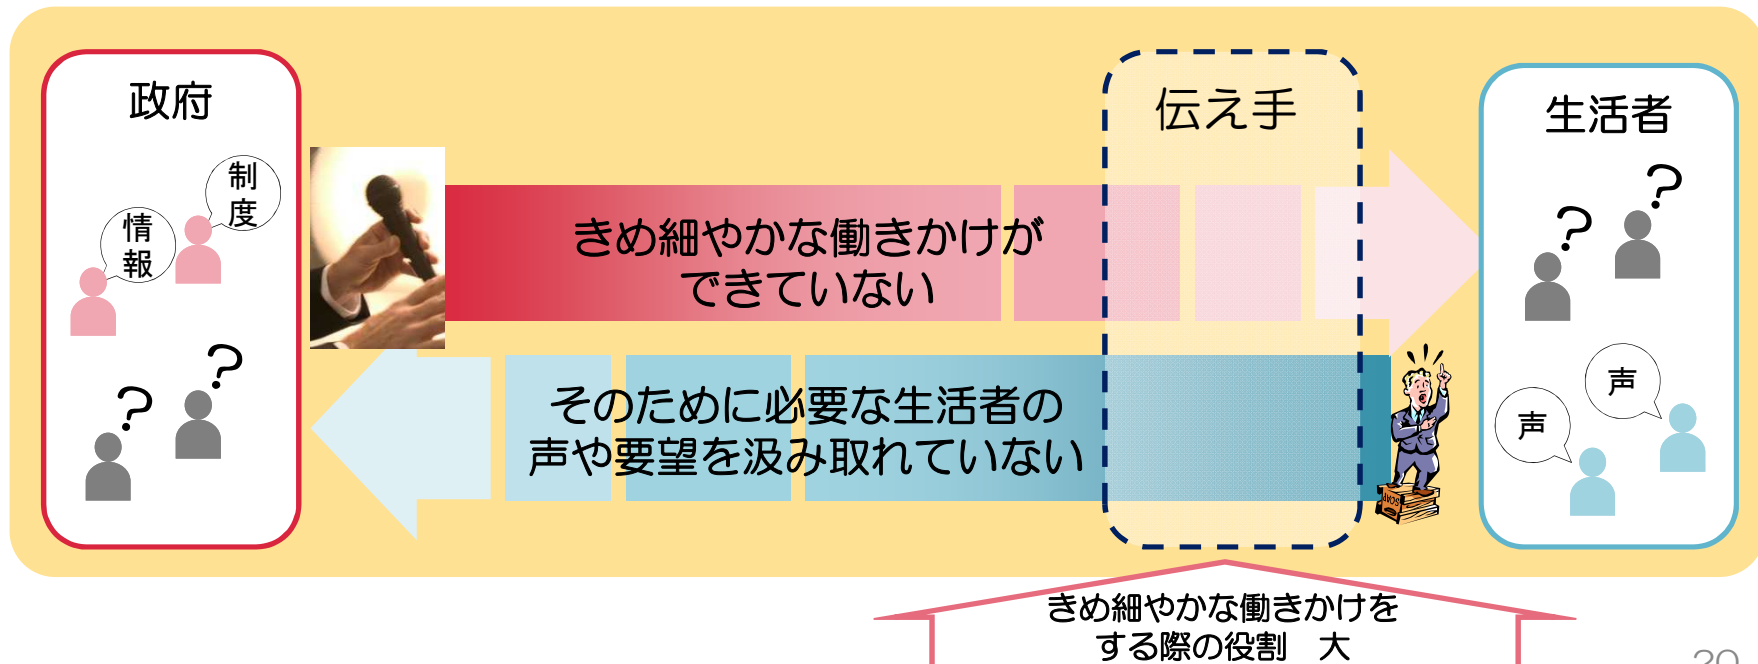 政府
制度
情報
伝え手
生活者
きめ細やかな働きかけが
できていない
そのために必要な生活者の
声や要望を汲み取れていない
?
?
?
?
声
声
SOAP
きめ細やかな働きかけを
する際の役割　大
20